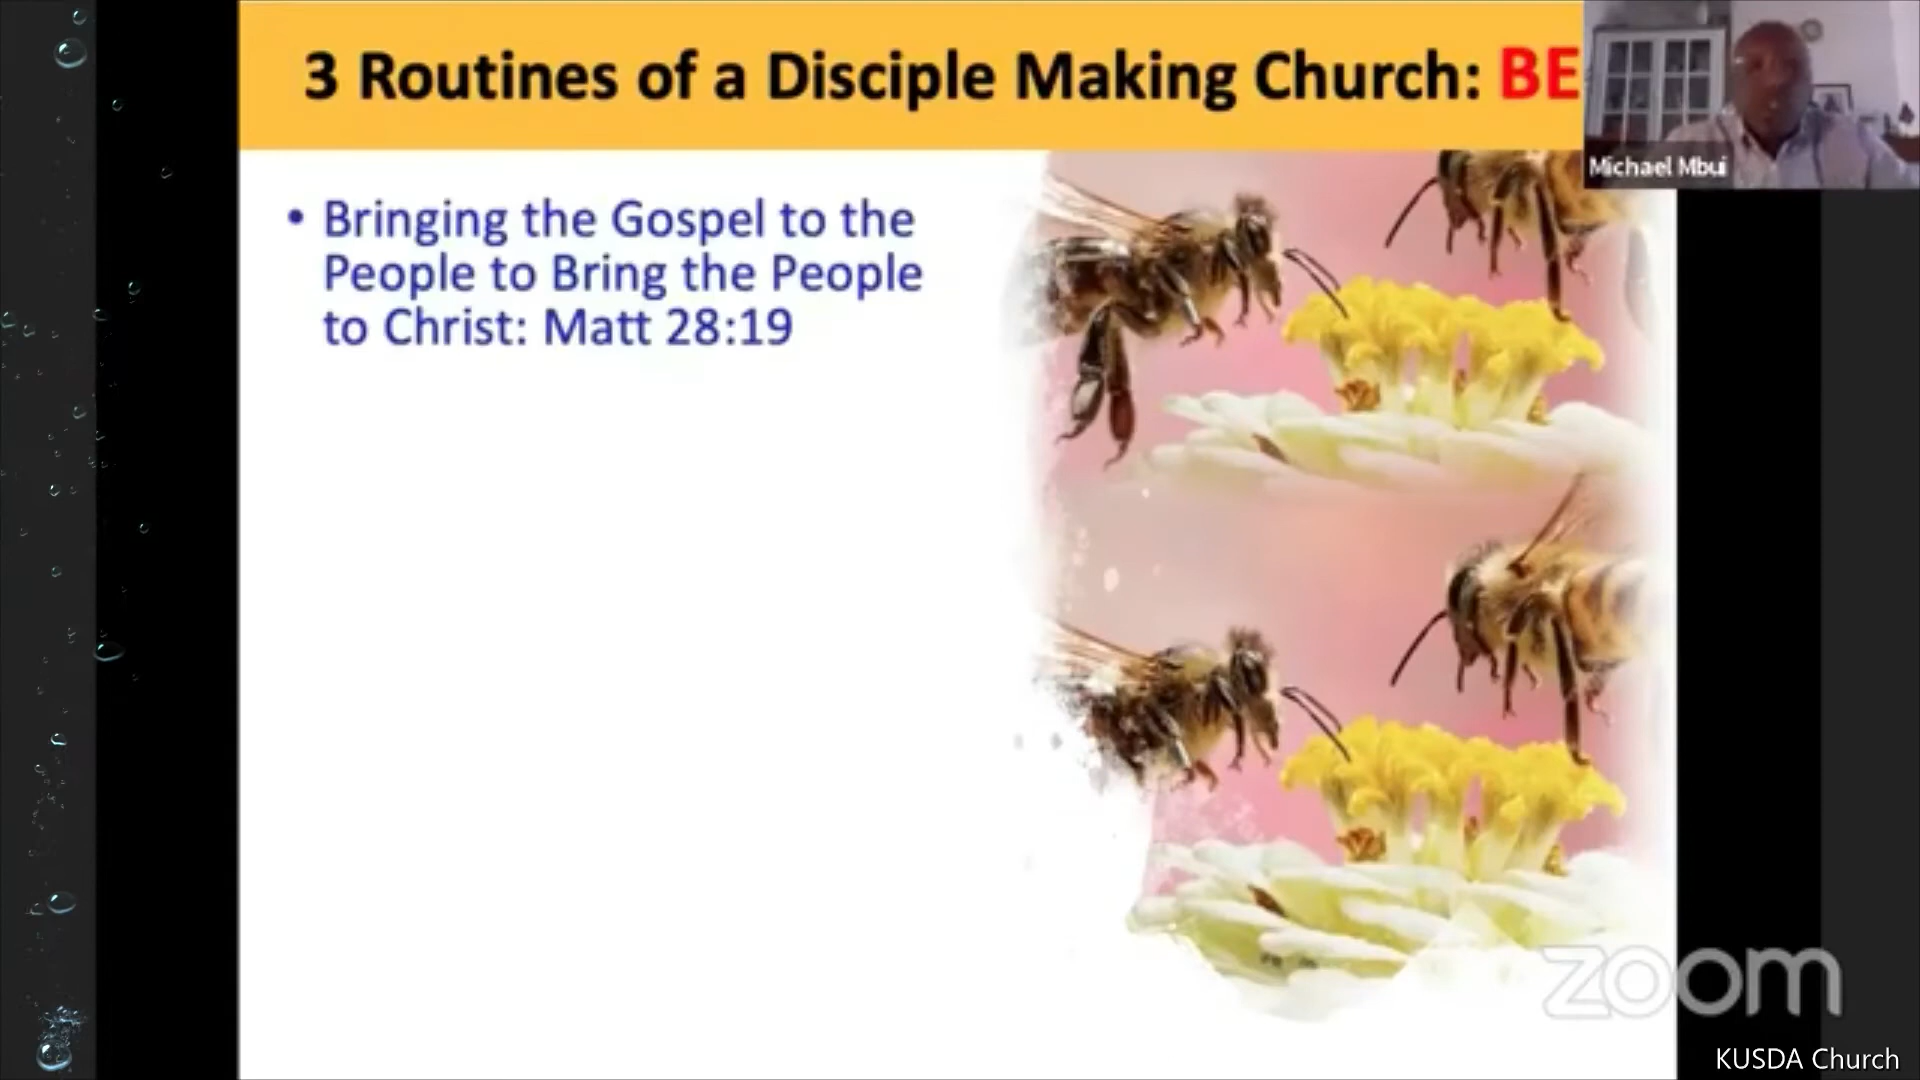 3 Routines of a Disciple Making Church: BE
Michael Mbui
• Bringing the Gospel to the
People to Bring the People
to Christ: Matt 28:19
zoom
KUSDA Church